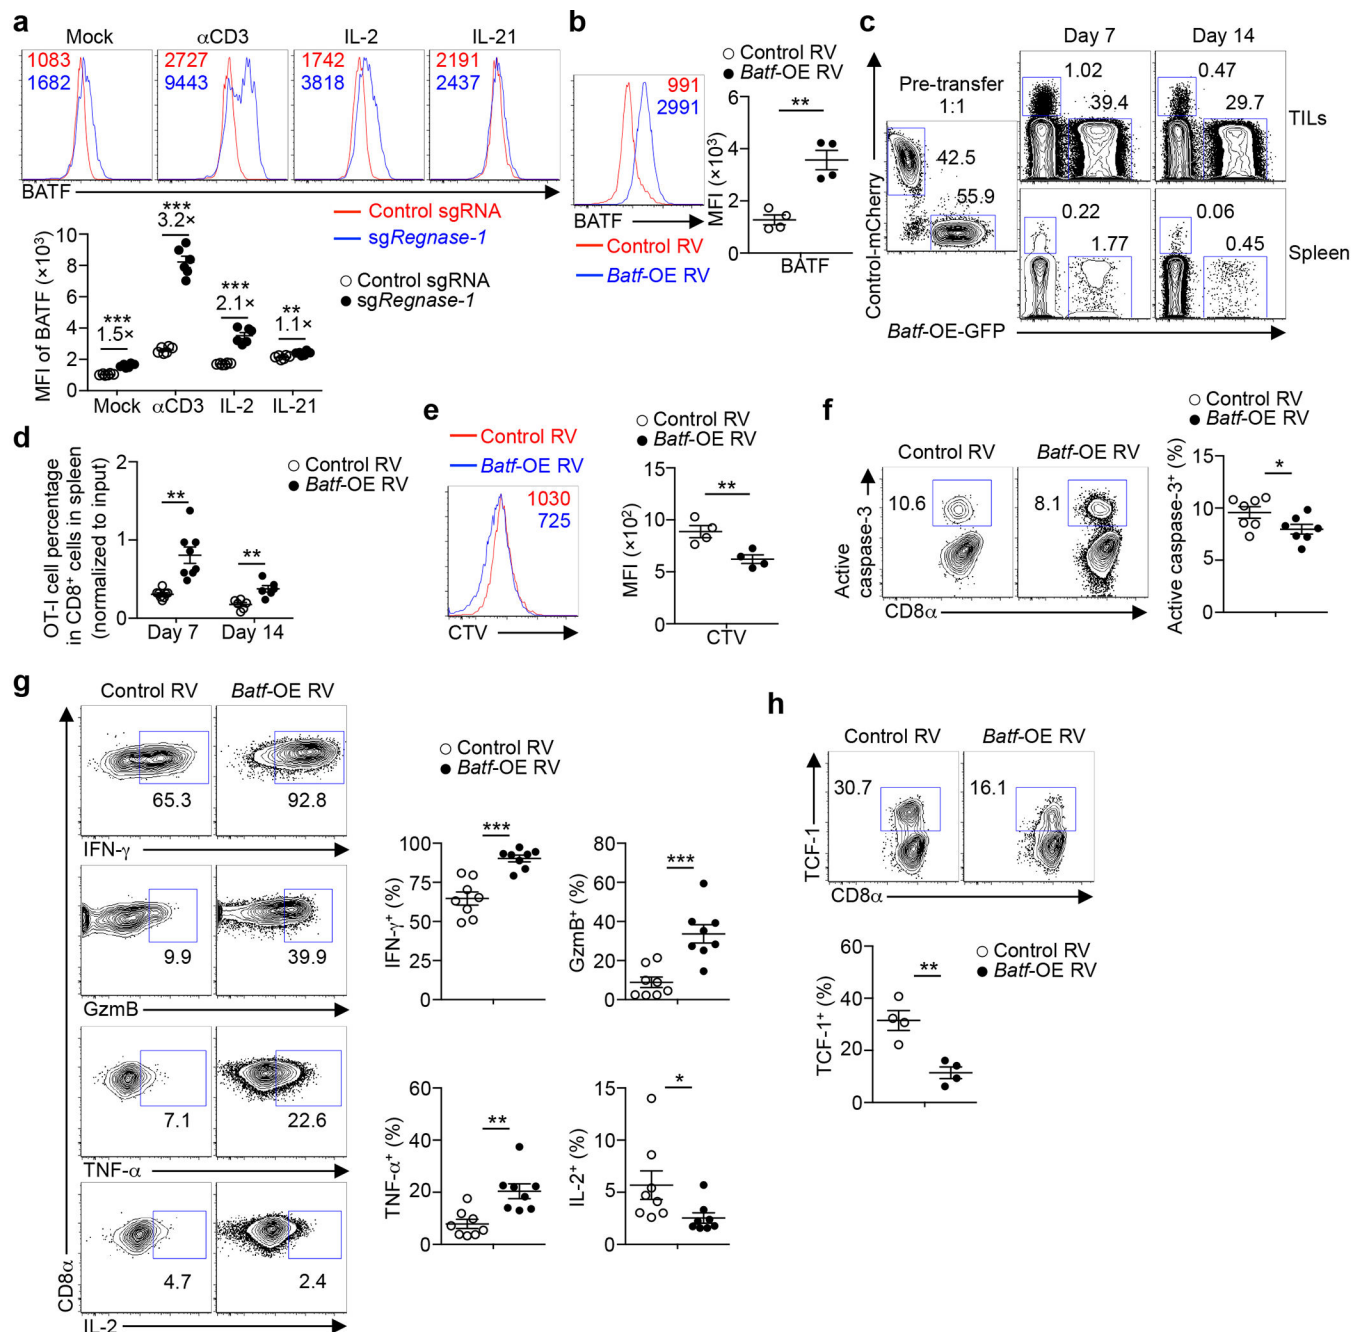 a
Mock
αCD3
IL-2
IL-21
1083
1682
2727
9443
1742
3818
2191
2437
BATF
Control sgRNA
sgRegnase-1
Control sgRNA
sgRegnase-1
MFI of BATF (×10³)
10
8
6
4
2
0
***
1.5×
***
3.2×
***
2.1×
**
1.1×
Mock
αCD3
IL-2
IL-21
b
Control RV
Batf-OE RV
991
2991
BATF
Control RV
Batf-OE RV
MFI (×10³)
6
4
2
0
**
BATF
c
Day 7
Day 14
Pre-transfer
1:1
42.5
55.9
1.02
39.4
0.47
29.7
TILs
0.22
1.77
0.06
0.45
Spleen
Control-mCherry
Batf-OE-GFP
d
OT-I cell percentage
in CD8⁺ cells in spleen
(normalized to input)
2
1
0
**
**
Day 7
Day 14
Control RV
Batf-OE RV
e
Control RV
Batf-OE RV
1030
725
CTV
Control RV
Batf-OE RV
MFI (×10²)
15
10
5
0
**
CTV
f
Control RV
Batf-OE RV
10.6
8.1
Active
caspase-3
CD8α
Control RV
Batf-OE RV
Active caspase-3⁺ (%)
15
10
5
0
*
g
Control RV
Batf-OE RV
65.3
92.8
IFN-γ
9.9
39.9
GzmB
7.1
22.6
TNF-α
4.7
2.4
CD8α
IL-2
Control RV
Batf-OE RV
IFN-γ⁺ (%)
100
75
50
25
0
***
GzmB⁺ (%)
80
60
40
20
0
***
TNF-α⁺ (%)
60
40
20
0
**
IL-2⁺ (%)
15
10
5
0
*
h
Control RV
Batf-OE RV
30.7
16.1
TCF-1
CD8α
Control RV
Batf-OE RV
TCF-1⁺ (%)
60
40
20
0
**